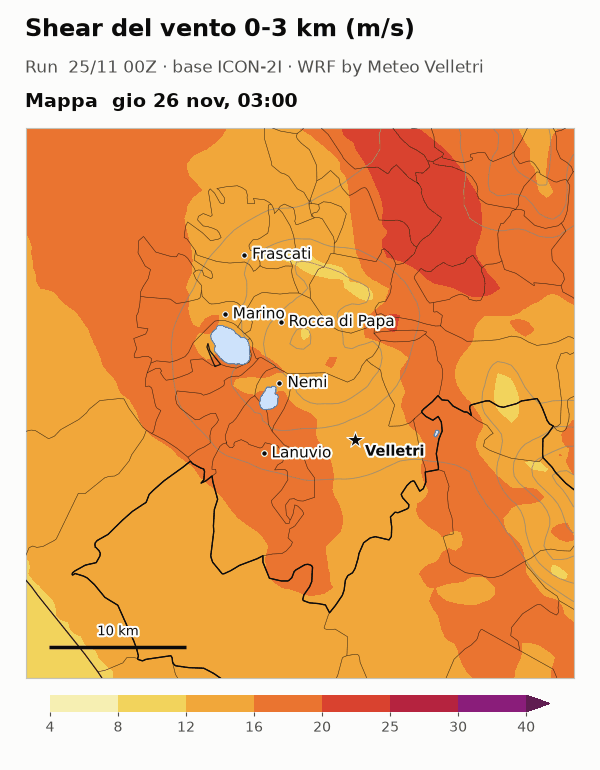 Shear del vento 0-3 km (m/s)
Run  25/11 00Z · base ICON-2I · WRF by Meteo Velletri
Mappa  gio 26 nov, 03:00
Frascati
Marino
Rocca di Papa
Nemi
Velletri
Lanuvio
10 km
4 8 12 16 20 25 30 40